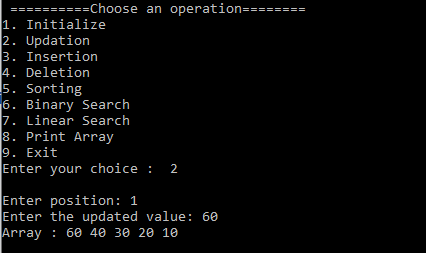 ==========Choose an operation========
1. Initialize
2. Updation
3. Insertion
4. Deletion
5. Sorting
6. Binary Search
7. Linear Search
8. Print Array
9. Exit
Enter your choice :  2
Enter position: 1
Enter the updated value: 60
Array : 60 40 30 20 10